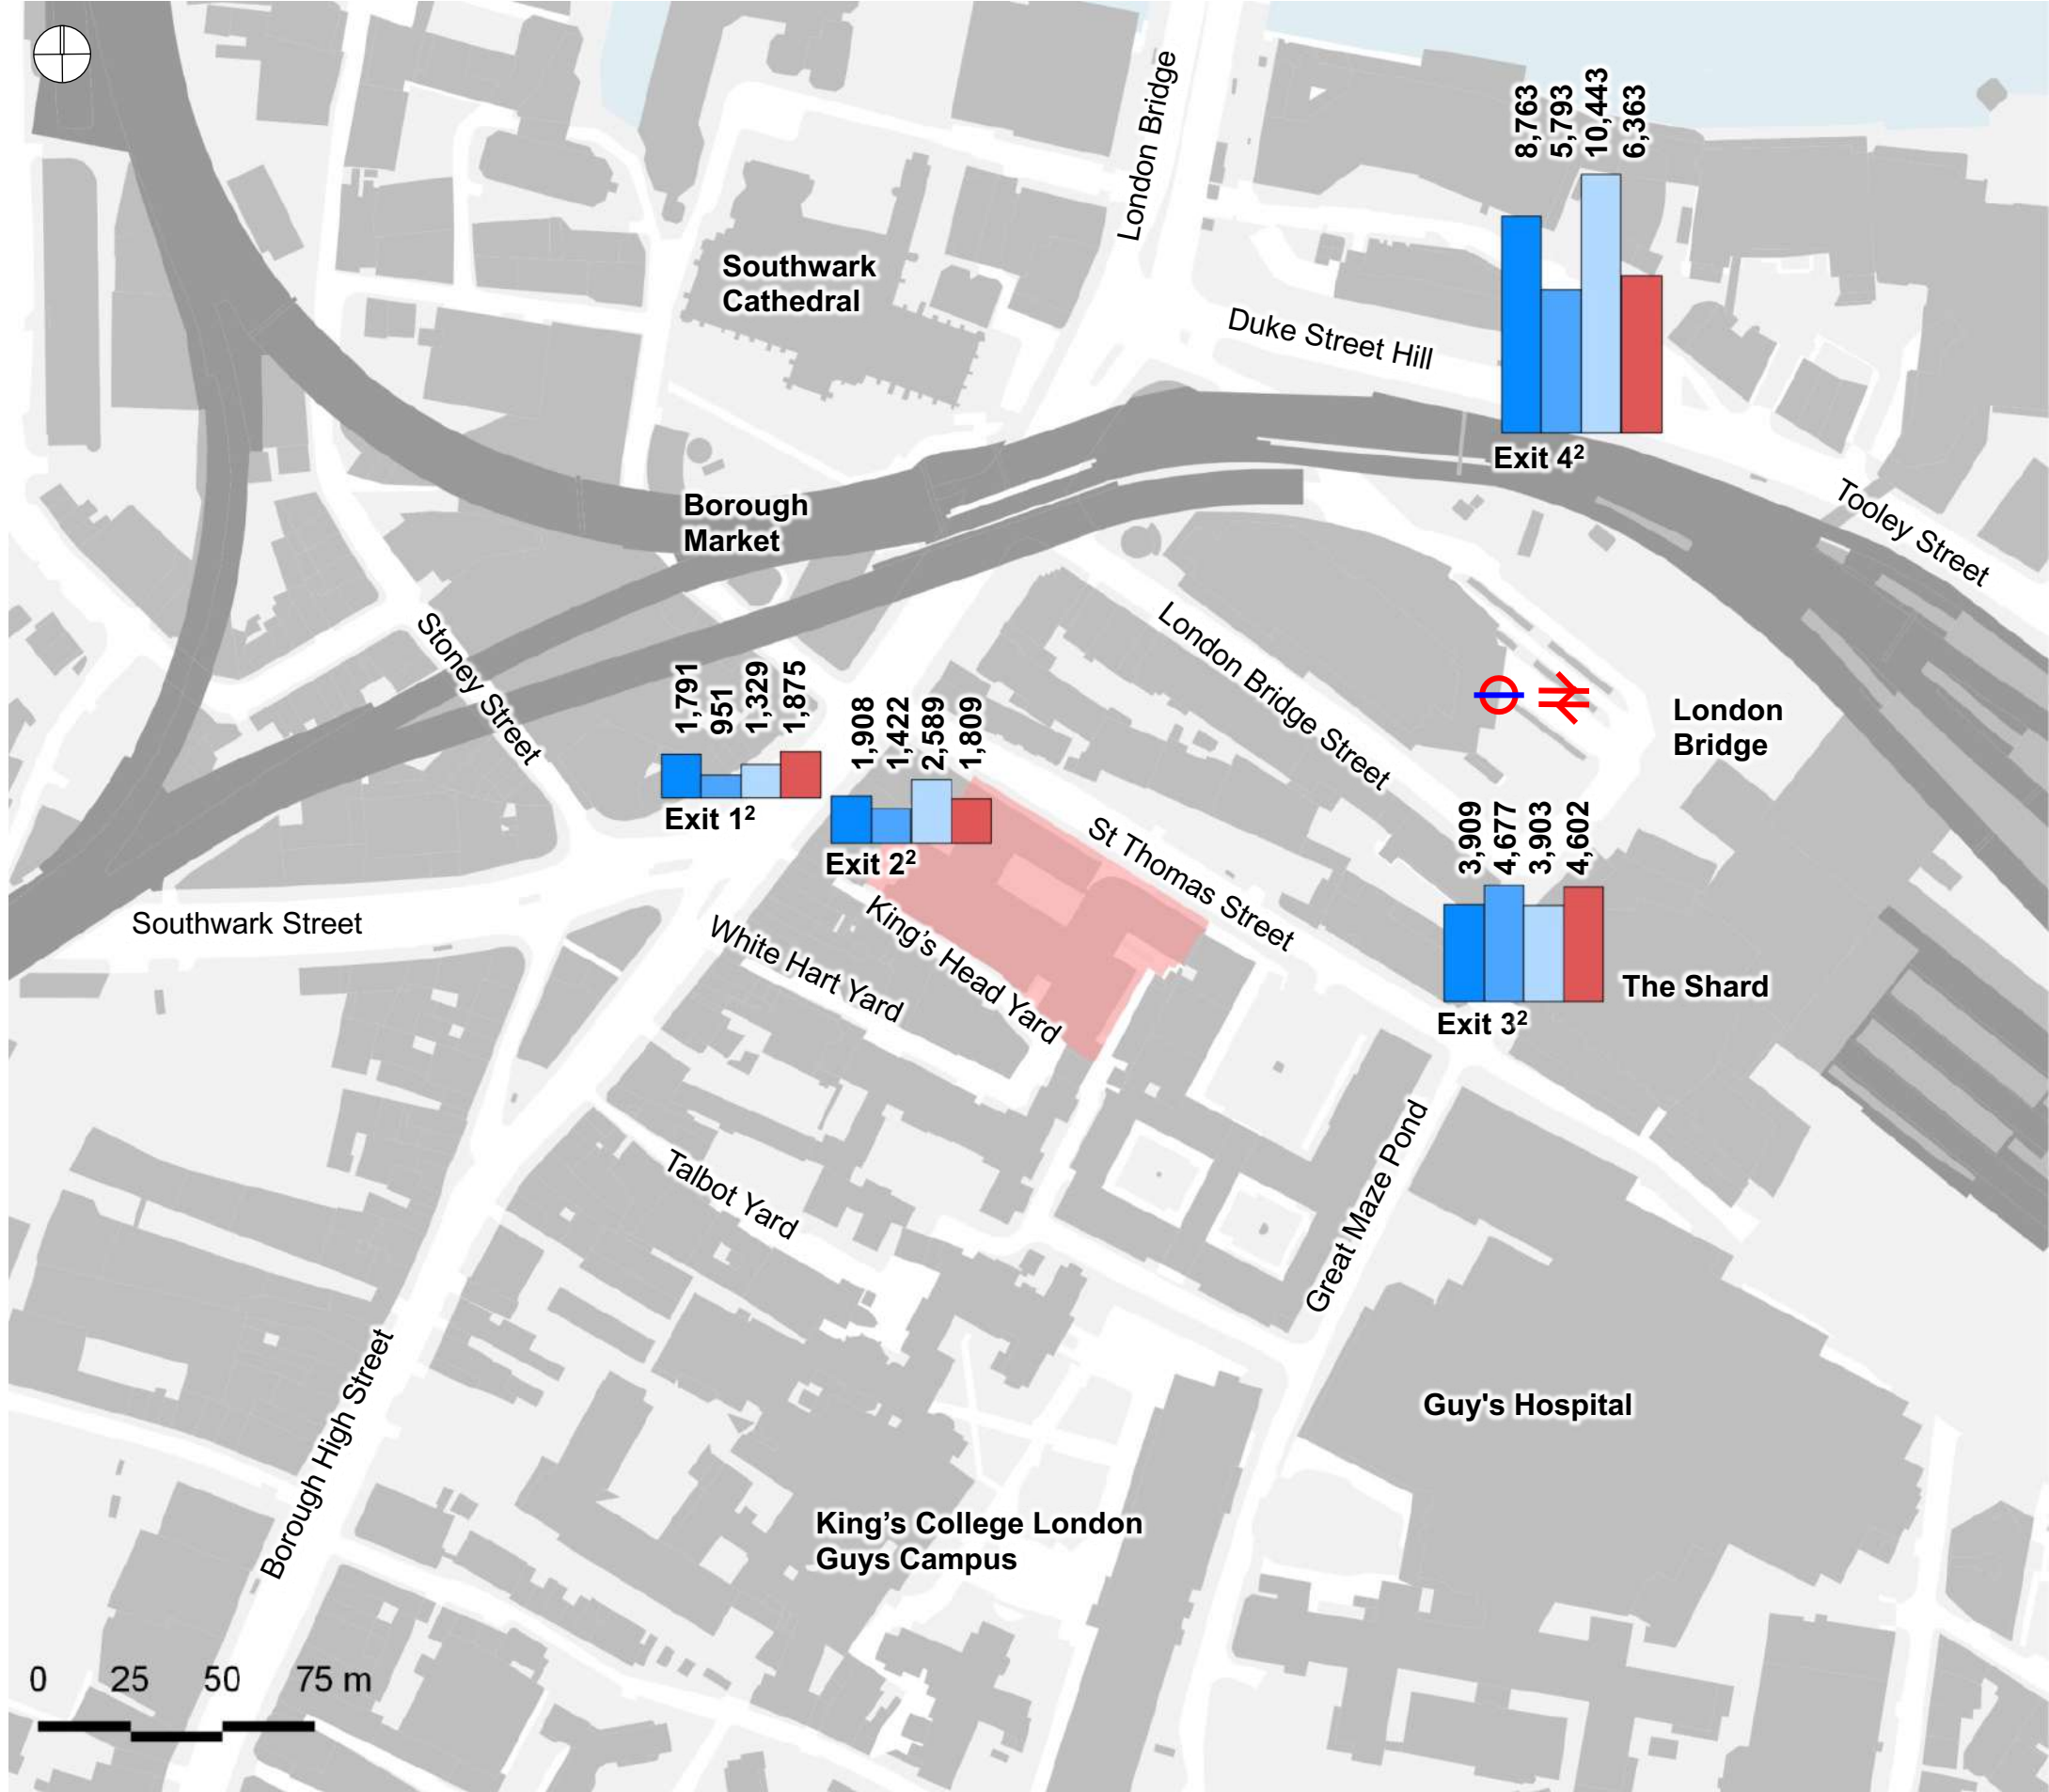 London Bridge
8,763
5,793
10,443
6,363
Southwark
Cathedral
Duke Street Hill
Exit 4²
Tooley Street
Borough
Market
Stoney Street
London Bridge Street
1,791
951
1,329
1,875
Exit 1²
1,908
1,422
2,589
1,809
Exit 2²
London
Bridge
St Thomas Street
3,909
4,677
3,903
4,602
Exit 3²
The Shard
Southwark Street
King's Head Yard
White Hart Yard
Talbot Yard
Great Maze Pond
Borough High Street
Guy's Hospital
King’s College London
Guys Campus
0 25 50 75 m